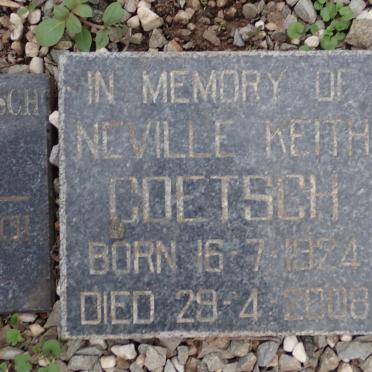 IN MEMORY OF
NEVILLE KEITH
COETSCH
BORN 16-7-1924
DIED 29-4-2008